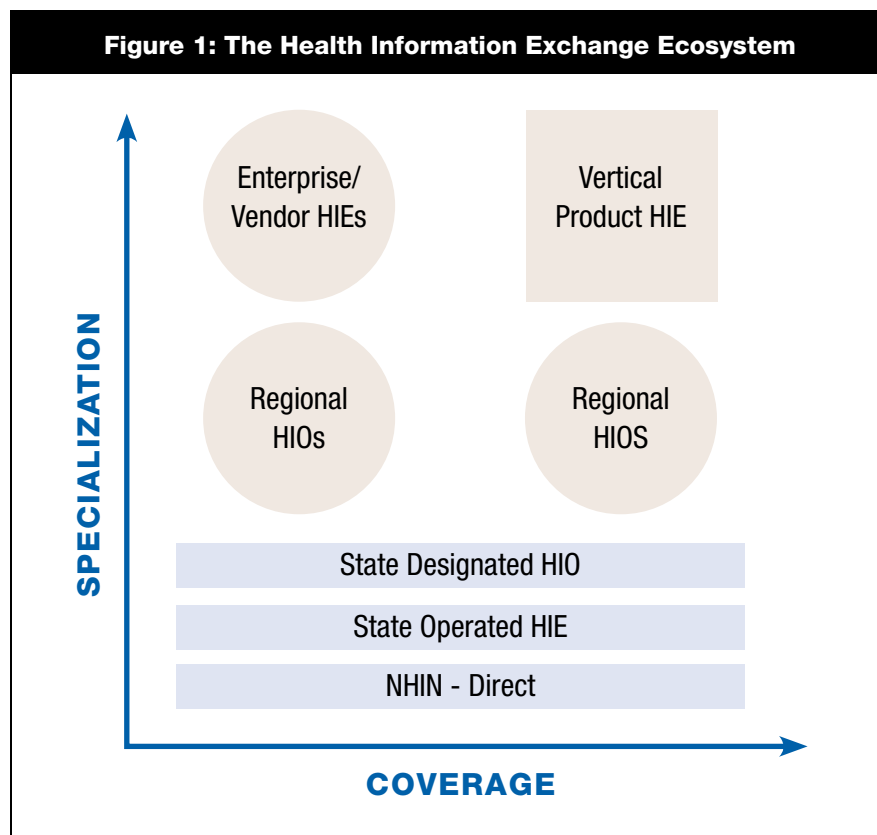 Figure 1: The Health Information Exchange Ecosystem
Enterprise/
Vendor HIEs
Vertical
Product HIE
Regional
HIOs
Regional
HIOS
State Designated HIO
State Operated HIE
NHIN - Direct
SPECIALIZATION
COVERAGE